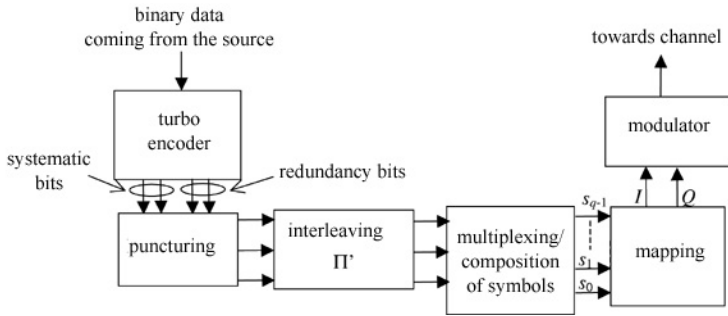 binary data
coming from the source
towards channel
turbo
encoder
modulator
systematic
bits
redundancy bits
I
Q
puncturing
interleaving
Π'
multiplexing/
composition
of symbols
s_{q-1}
s_1
s_0
mapping